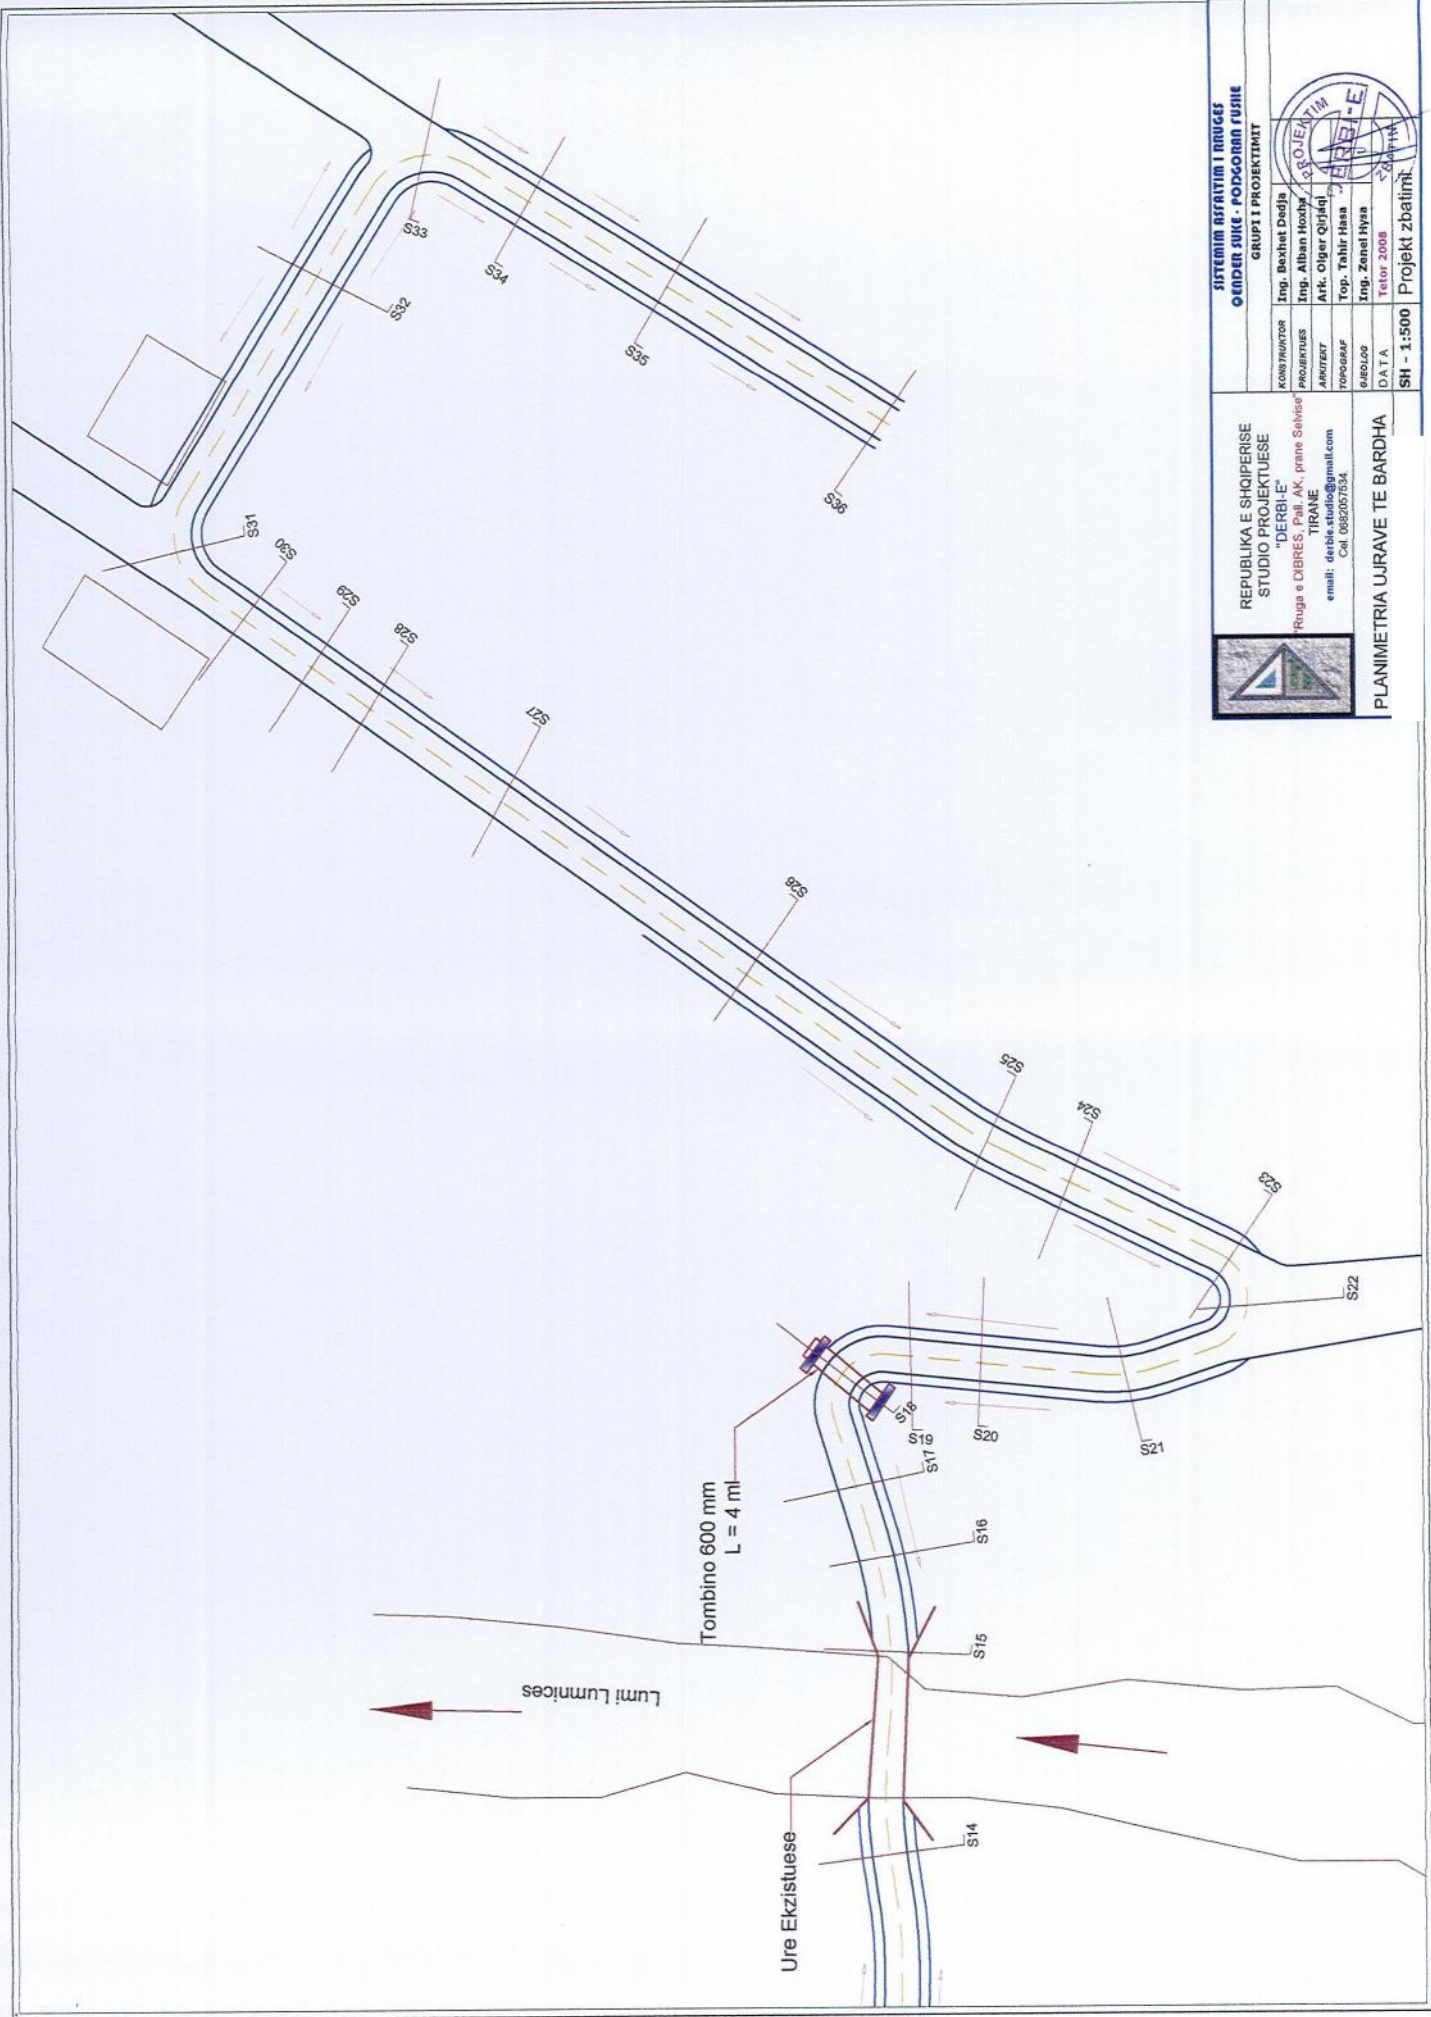 SISTEMIM ASFALTIM I RRUGES
QENDER SUKE - PODGORAN FUSHE
GRUPI I PROJEKTIMIT
KONSTRUKTOR Ing. Bexhet Dedja
PROJEKTUES Ing. Alban Hoxha
ARKITEKT Ark. Olger Qirjaqi
TOPOGRAF Top. Tahir Hasa
GJEOLOG Ing. Zenel Hysa
DATA Tetor 2008
SH - 1:500 Projekt zbatimi
PROJEKTIM
DERBI-E
ZBATIM
REPUBLIKA E SHQIPERISE
STUDIO PROJEKTUESE
"DERBI-E"
"Rruga e DIBRES, Pall. AK, prane Selvise"
TIRANE
email: derbie.studio@gmail.com
Cel. 0682057534.
PLANIMETRIA UJRAVE TE BARDHA
Ure Ekzistuese
Lumi Lumnices
Tombino 600 mm
L = 4 ml
S14
S15
S16
S17
S18
S19
S20
S21
S22
S23
S24
S25
S26
S27
S28
S29
S30
S31
S32
S33
S34
S35
S36